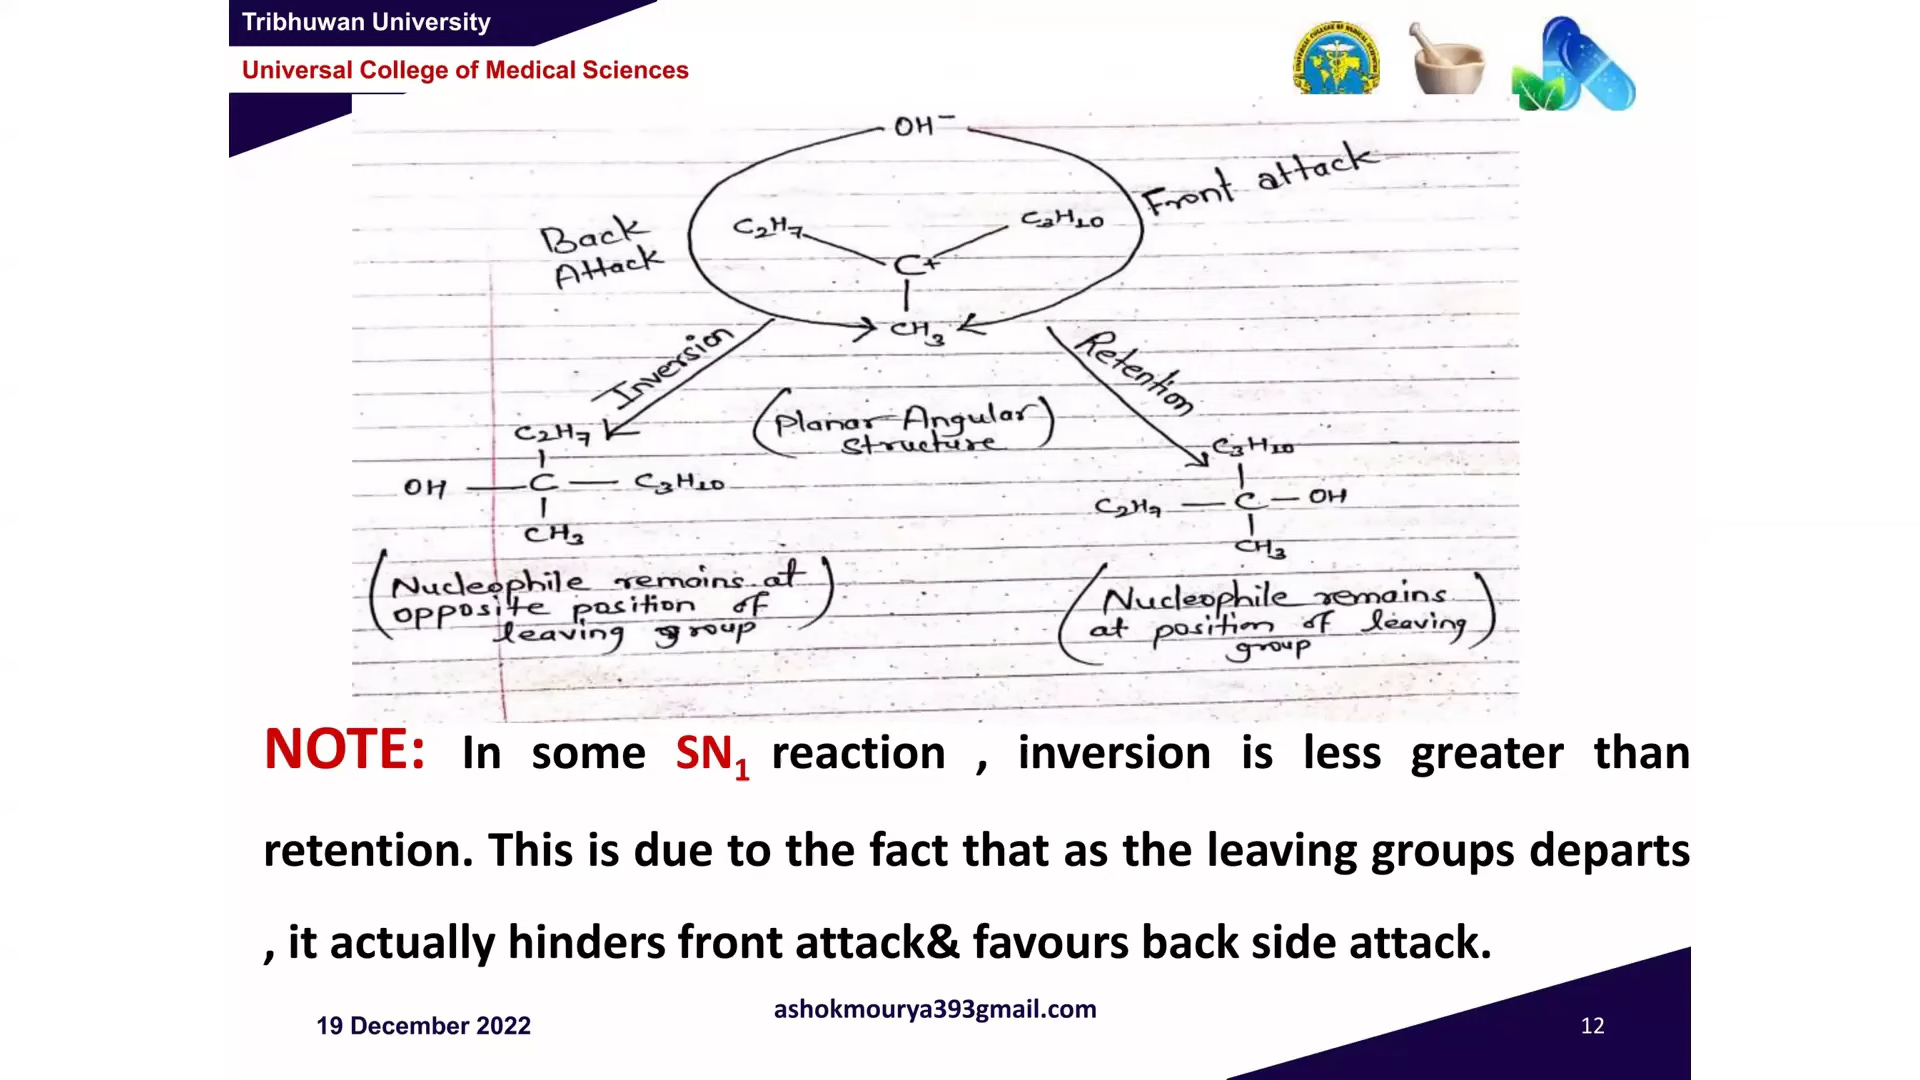 Tribhuwan University
Universal College of Medical Sciences
OH⁻
Front attack
Back
Attack
C₂H₇
C₃H₁₀
C+
CH₃
Inversion
Retention
(Planar Angular
Structure)
C₂H₇
OH — C — C₃H₁₀
CH₃
C₃H₁₀
C₂H₇ — C — OH
CH₃
(Nucleophile remains at
opposite position of
leaving group)
(Nucleophile remains
at position of leaving
group)
NOTE: In some SN₁ reaction , inversion is less greater than
retention. This is due to the fact that as the leaving groups departs
, it actually hinders front attack& favours back side attack.
19 December 2022
ashokmourya393gmail.com
12